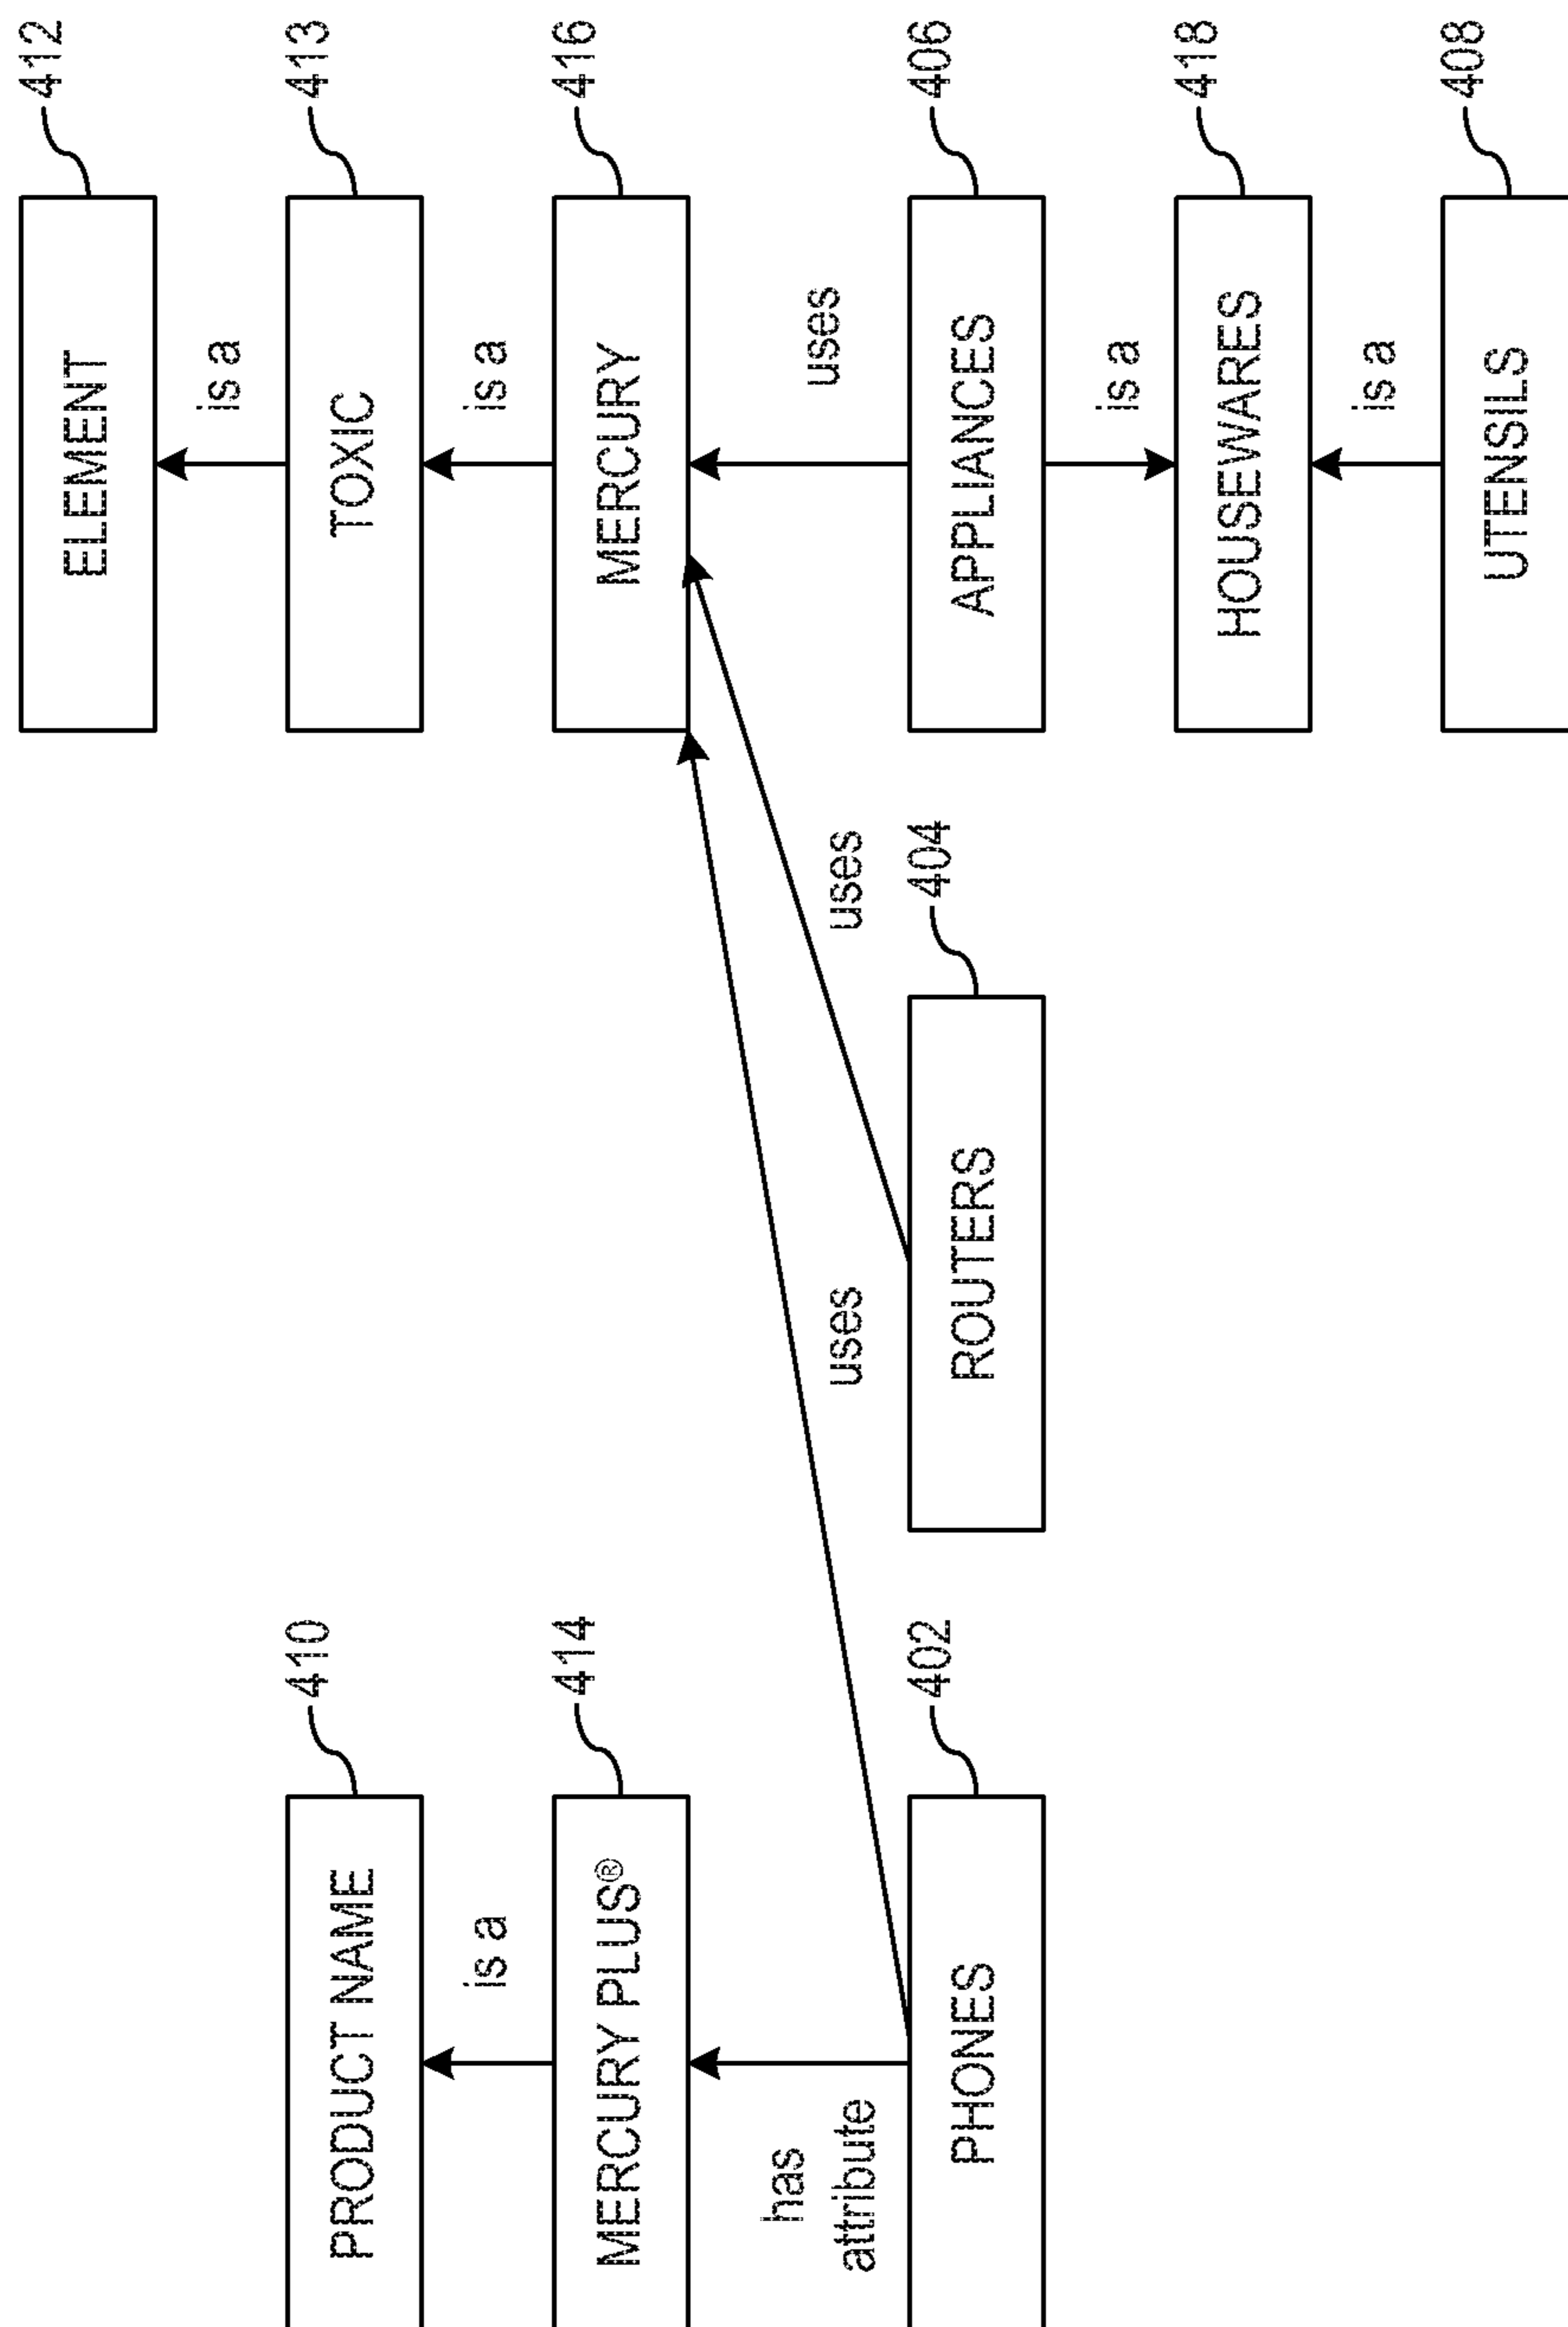 412
ELEMENT
is a
413
TOXIC
410
PRODUCT NAME
is a
is a
416
MERCURY
414
MERCURY PLUS®
has
attribute
uses
uses
uses
402
PHONES
404
ROUTERS
406
APPLIANCES
is a
418
HOUSEWARES
is a
408
UTENSILS